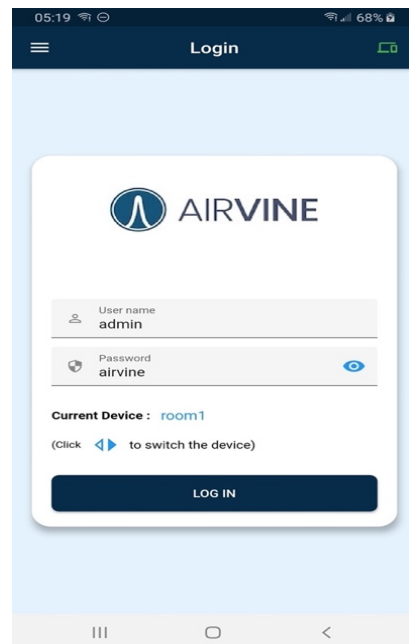 05:19 68%
Login
AIRVINE
User name
admin
Password
airvine
Current Device : room1
(Click to switch the device)
LOG IN